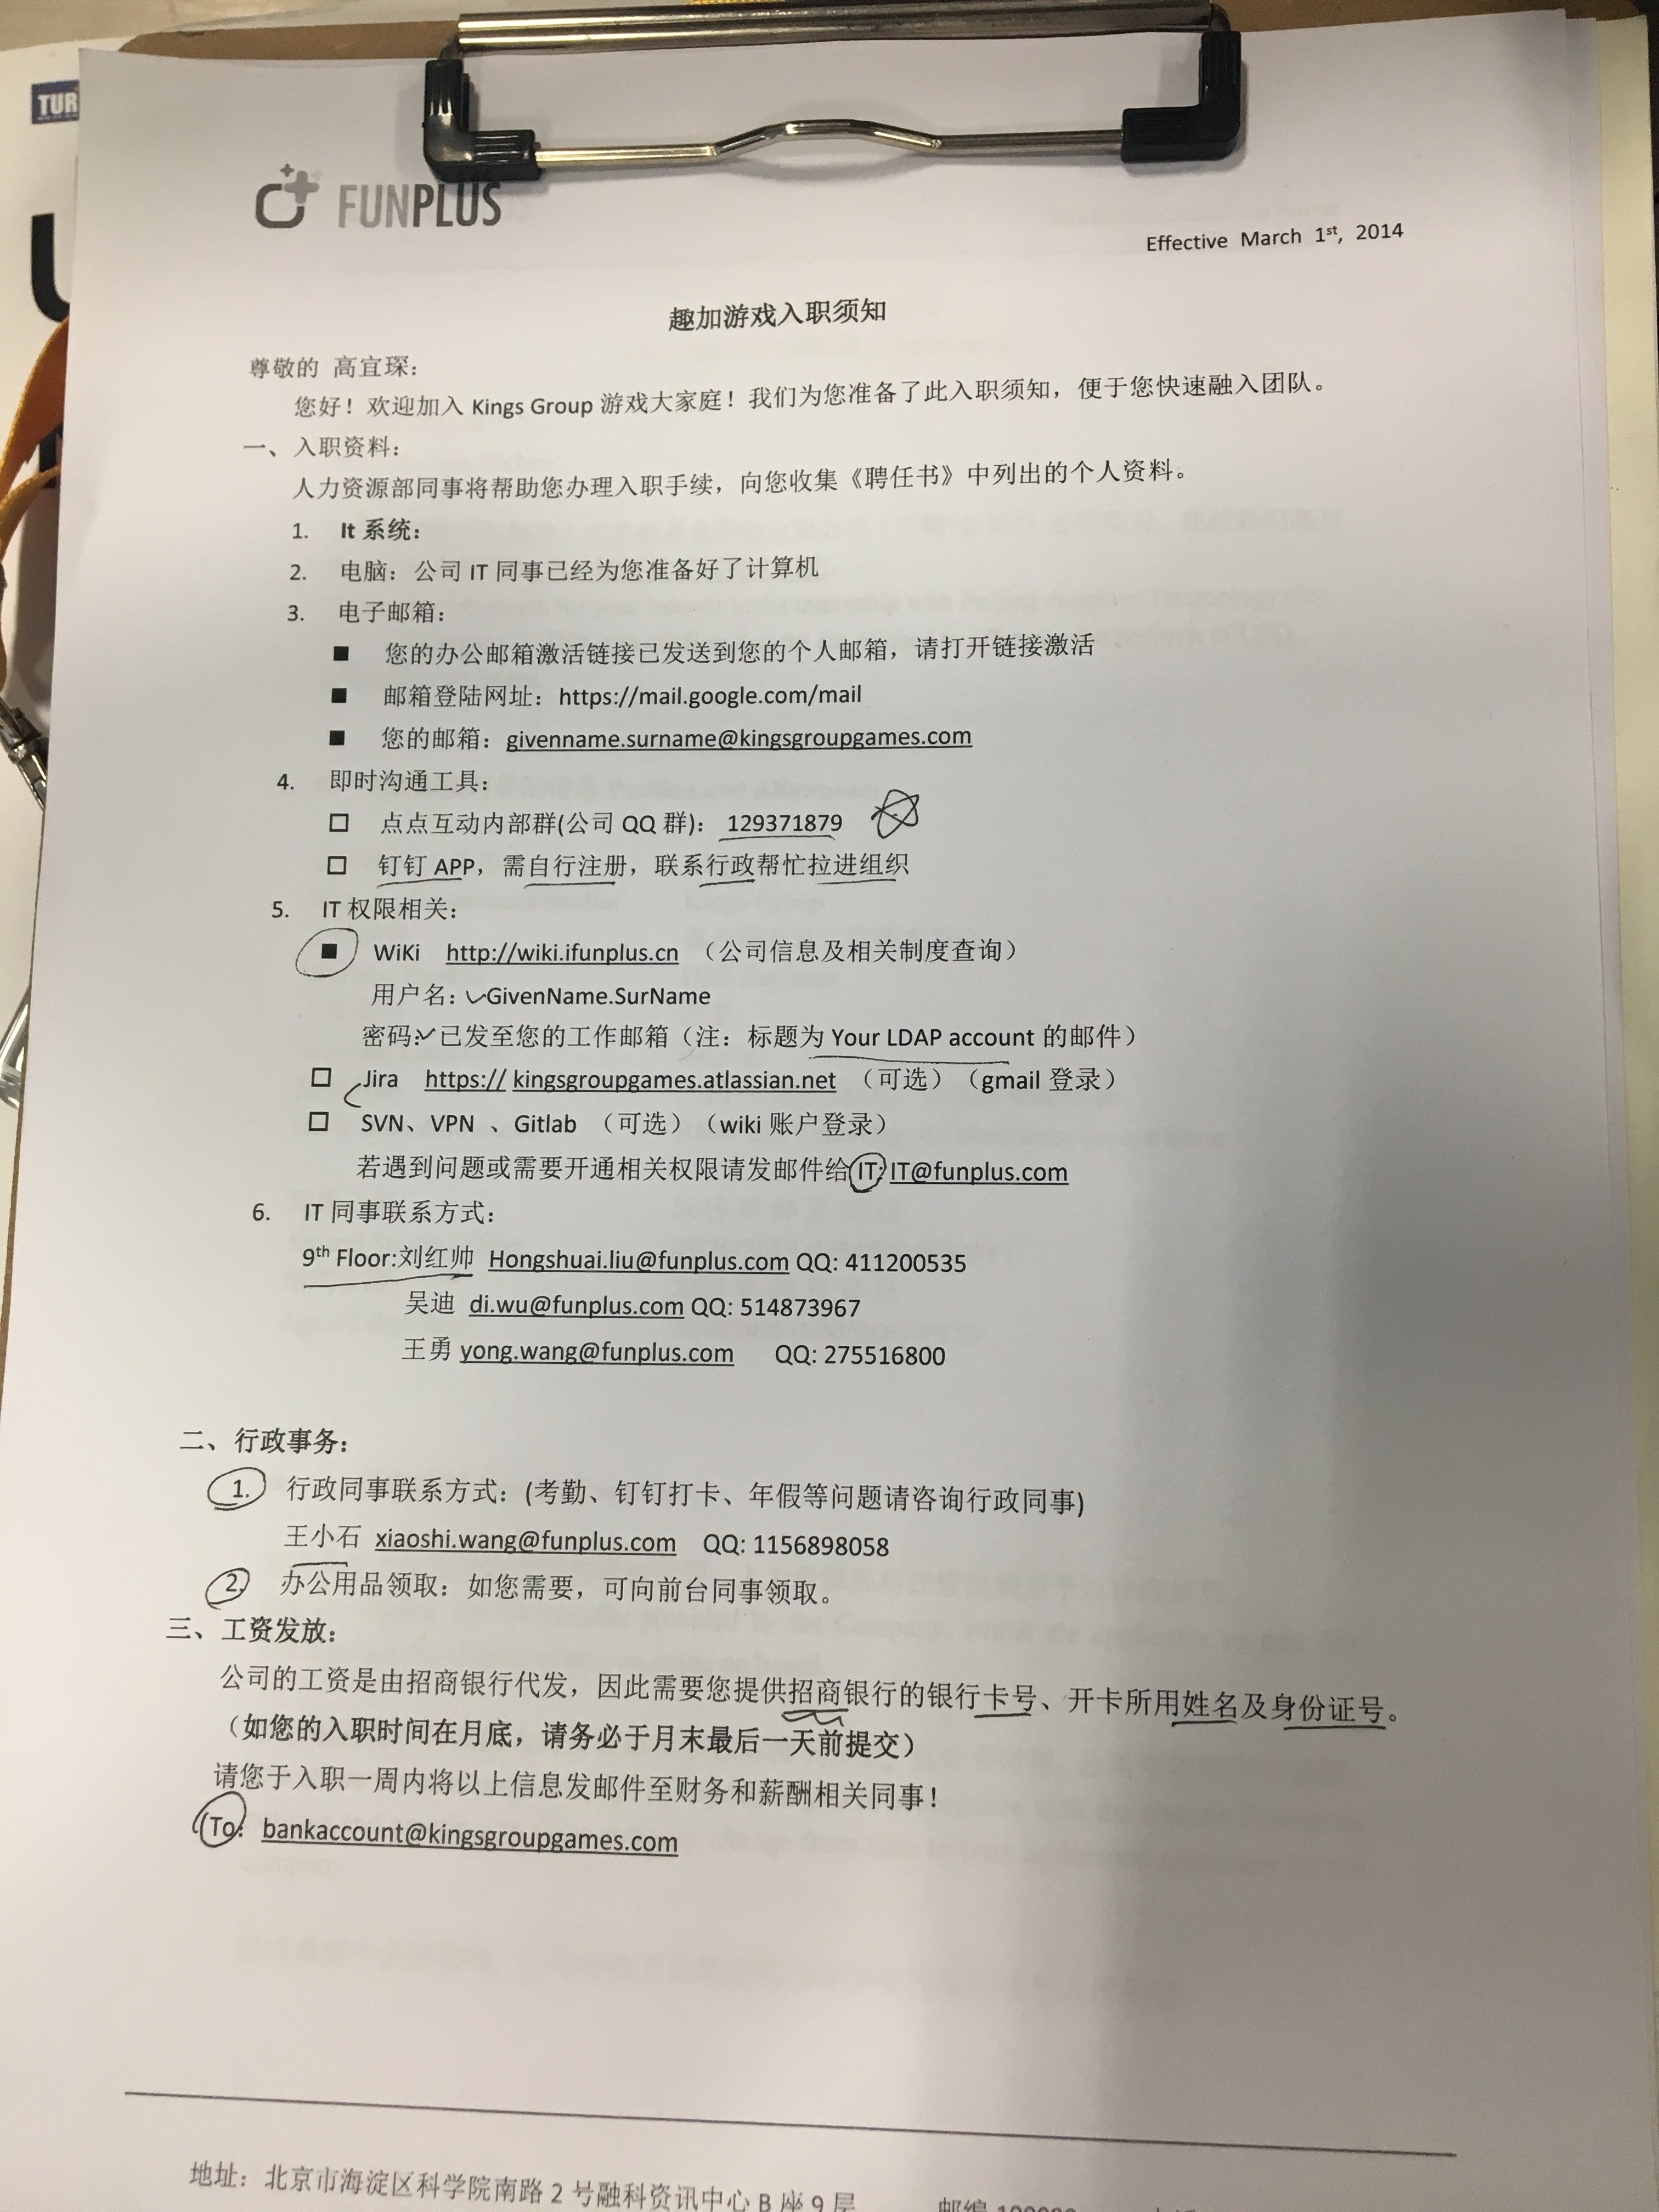 TUR
FUNPLUS
Effective March 1st, 2014
趣加游戏入职须知
尊敬的 高宜琛：
您好！欢迎加入 Kings Group 游戏大家庭！我们为您准备了此入职须知，便于您快速融入团队。
一、入职资料：
人力资源部同事将帮助您办理入职手续，向您收集《聘任书》中列出的个人资料。
1. It 系统：
2. 电脑：公司 IT 同事已经为您准备好了计算机
3. 电子邮箱：
■ 您的办公邮箱激活链接已发送到您的个人邮箱，请打开链接激活
■ 邮箱登陆网址：https://mail.google.com/mail
■ 您的邮箱：givenname.surname@kingsgroupgames.com
4. 即时沟通工具：
□ 点点互动内部群(公司 QQ 群)： 129371879
□ 钉钉 APP，需自行注册，联系行政帮忙拉进组织
5. IT 权限相关：
■ WiKi http://wiki.ifunplus.cn （公司信息及相关制度查询）
用户名：GivenName.SurName
密码:已发至您的工作邮箱（注：标题为 Your LDAP account 的邮件）
□ Jira https:// kingsgroupgames.atlassian.net （可选）（gmail 登录）
□ SVN、VPN 、Gitlab （可选）（wiki 账户登录）
若遇到问题或需要开通相关权限请发邮件给 IT: IT@funplus.com
6. IT 同事联系方式：
9th Floor:刘红帅 Hongshuai.liu@funplus.com QQ: 411200535
吴迪 di.wu@funplus.com QQ: 514873967
王勇 yong.wang@funplus.com QQ: 275516800
二、行政事务：
1. 行政同事联系方式：(考勤、钉钉打卡、年假等问题请咨询行政同事)
王小石 xiaoshi.wang@funplus.com QQ: 1156898058
2. 办公用品领取：如您需要，可向前台同事领取。
三、工资发放：
公司的工资是由招商银行代发，因此需要您提供招商银行的银行卡号、开卡所用姓名及身份证号。
（如您的入职时间在月底，请务必于月末最后一天前提交）
请您于入职一周内将以上信息发邮件至财务和薪酬相关同事！
(To: bankaccount@kingsgroupgames.com
地址：北京市海淀区科学院南路 2 号融科资讯中心 B 座 9 层 邮编